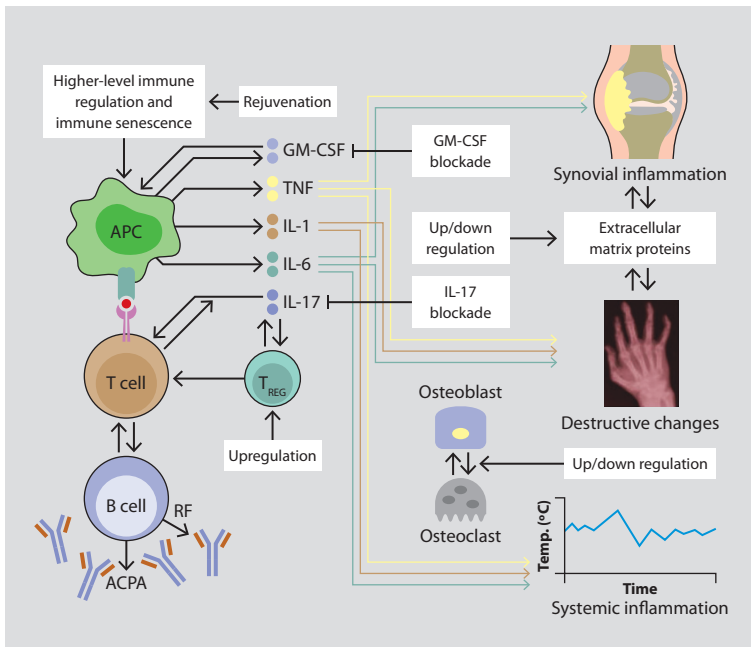 Higher-level immune
regulation and
immune senescence
Rejuvenation
GM-CSF
GM-CSF
blockade
TNF
APC
IL-1
Up/down
regulation
IL-6
IL-17
IL-17
blockade
Synovial inflammation
Extracellular
matrix proteins
Destructive changes
T cell
TREG
Upregulation
Osteoblast
Up/down regulation
Osteoclast
B cell
RF
ACPA
Temp. (ºC)
Time
Systemic inflammation